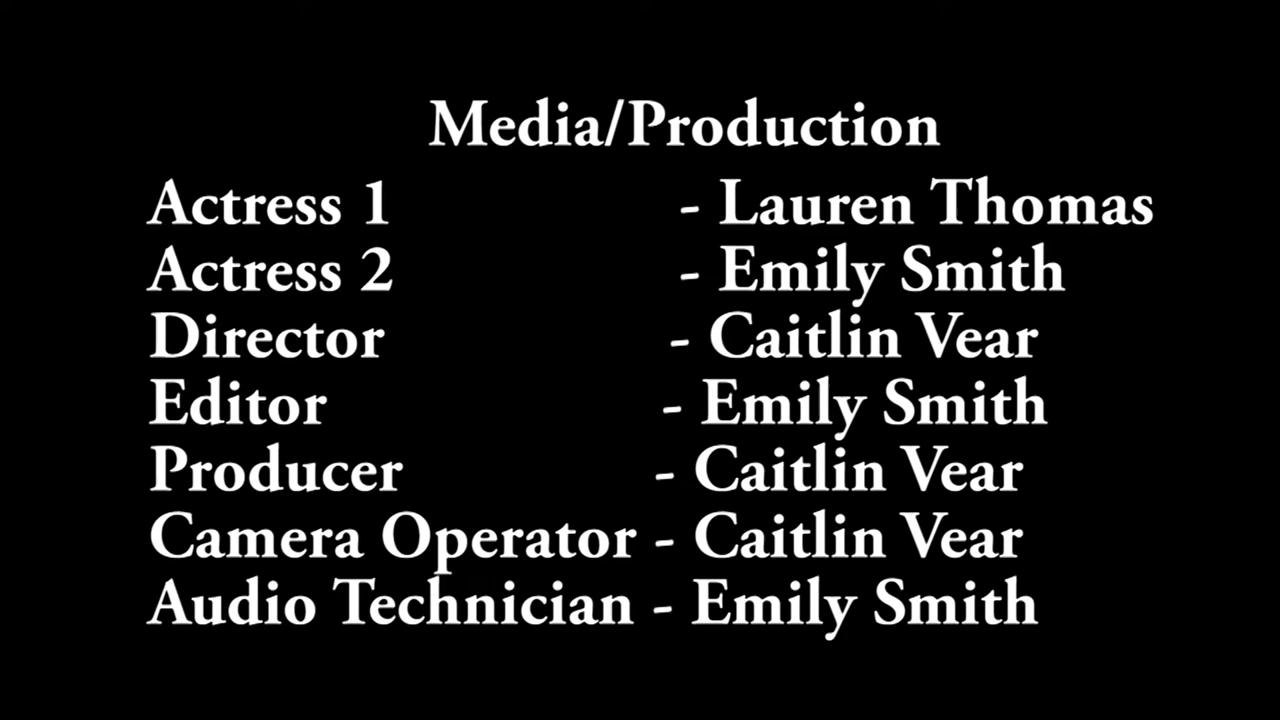 Media/Production
Actress 1 - Lauren Thomas
Actress 2 - Emily Smith
Director - Caitlin Vear
Editor - Emily Smith
Producer - Caitlin Vear
Camera Operator - Caitlin Vear
Audio Technician - Emily Smith